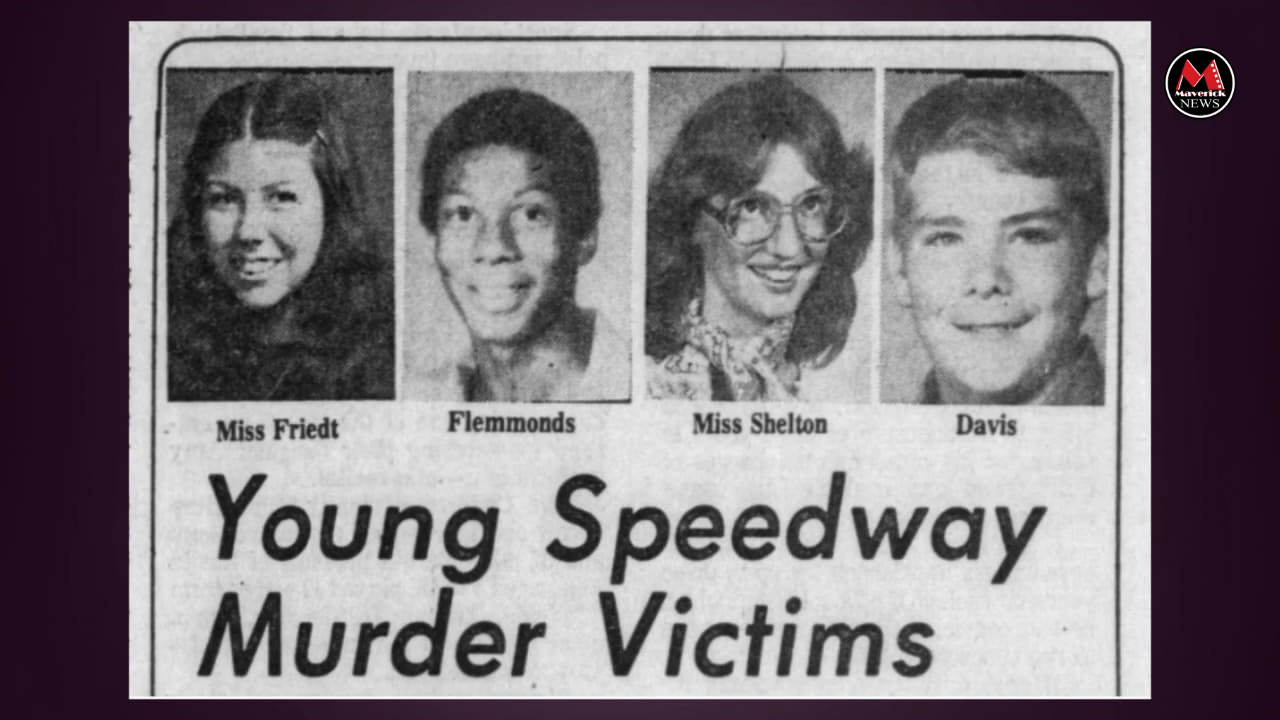 Maverick
NEWS
Miss Friedt
Flemmonds
Miss Shelton
Davis
Young Speedway
Murder Victims